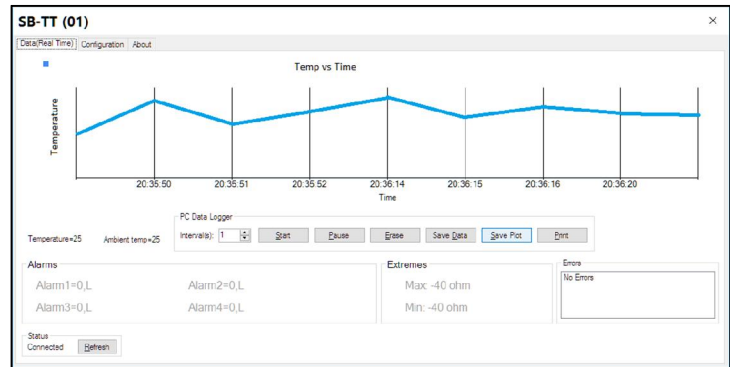 SB-TT (01)
Data(Real Time) Configuration About
Temp vs Time
Temperature
20:35:50 20:35:51 20:35:52 20:36:14 20:36:15 20:36:16 20:36:20
Time
PC Data Logger
Temperature=25 Ambient temp=25 Interval(s): 1 Start Pause Erase Save Data Save Plot Print
Alarms
Alarm1=0,L Alarm2=0,L
Alarm3=0,L Alarm4=0,L
Extremes
Max: -40 ohm
Min: -40 ohm
Errors
No Errors
Status
Connected Refresh